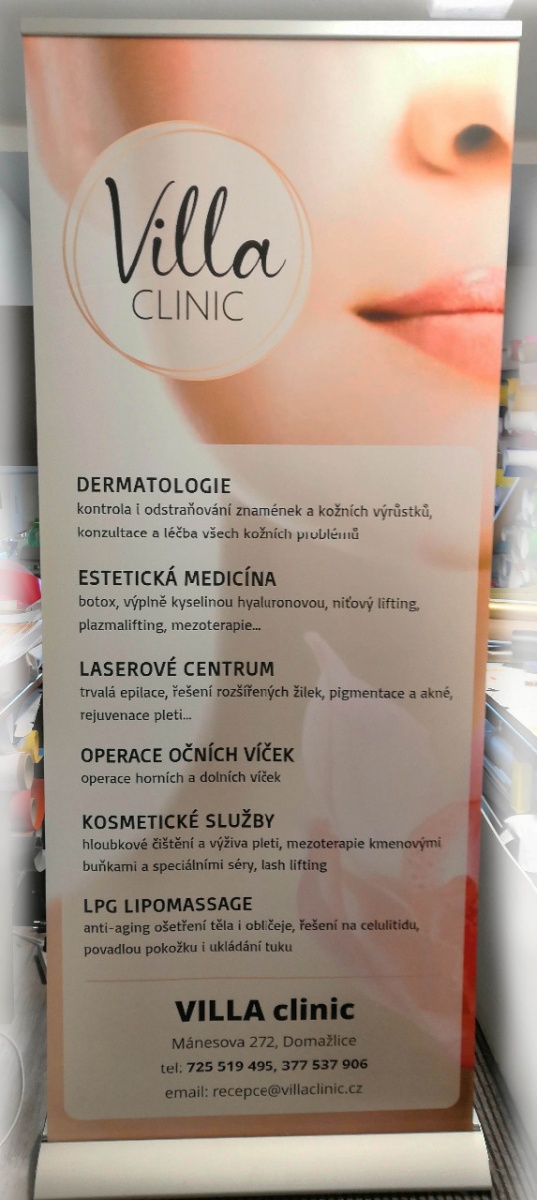 Villa
CLINIC
DERMATOLOGIE
kontrola i odstraňování znamének a kožních výrůstků,
konzultace a léčba všech kožních problémů
ESTETICKÁ MEDICÍNA
botox, výplně kyselinou hyaluronovou, niťový lifting,
plazmalifting, mezoterapie...
LASEROVÉ CENTRUM
trvalá epilace, řešení rozšířených žilek, pigmentace a akné,
rejuvenace pleti...
OPERACE OČNÍCH VÍČEK
operace horních a dolních víček
KOSMETICKÉ SLUŽBY
hloubkové čištění a výživa pleti, mezoterapie kmenovými
buňkami a speciálními séry, lash lifting
LPG LIPOMASSAGE
anti-aging ošetření těla i obličeje, řešení na celulitidu,
povadlou pokožku i ukládání tuku
VILLA clinic
Mánesova 272, Domažlice
tel: 725 519 495, 377 537 906
email: recepce@villaclinic.cz